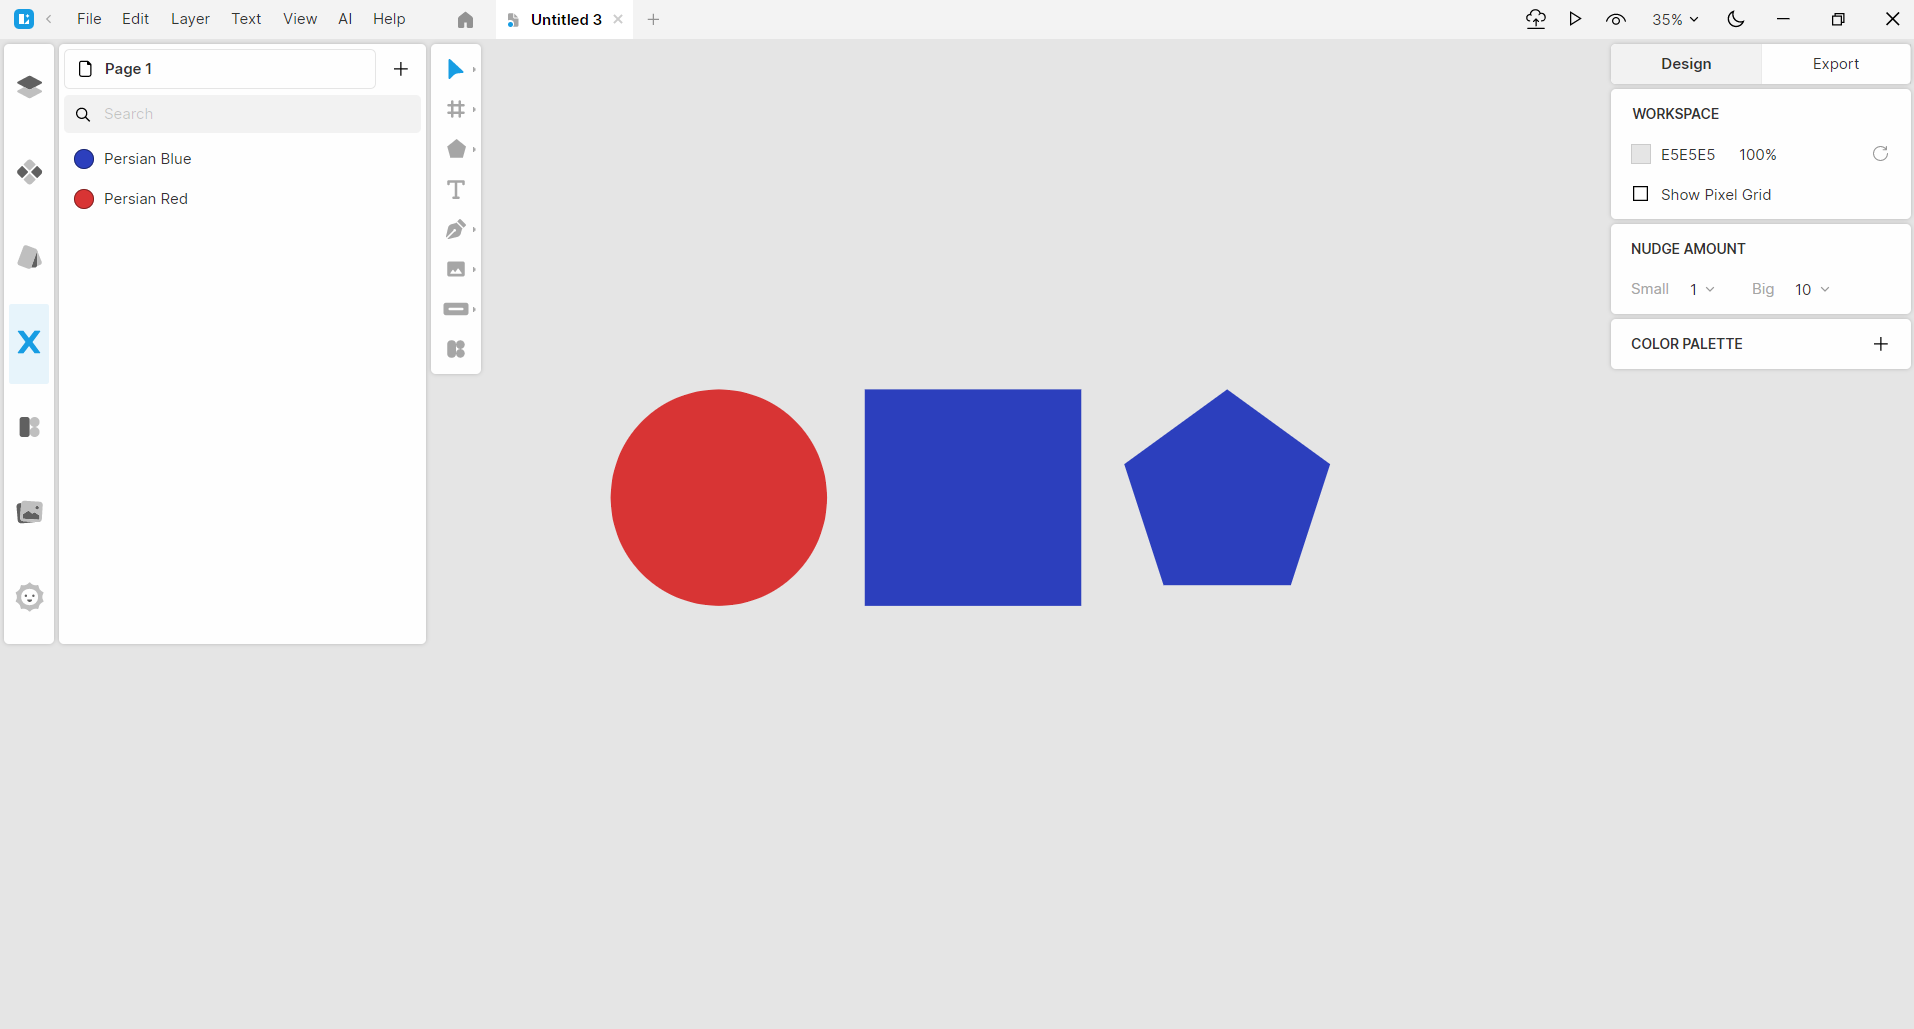 File Edit Layer Text View AI Help Untitled 3 35%
Page 1
Search
Persian Blue
Persian Red
Design Export
WORKSPACE
E5E5E5 100%
Show Pixel Grid
NUDGE AMOUNT
Small 1 Big 10
COLOR PALETTE